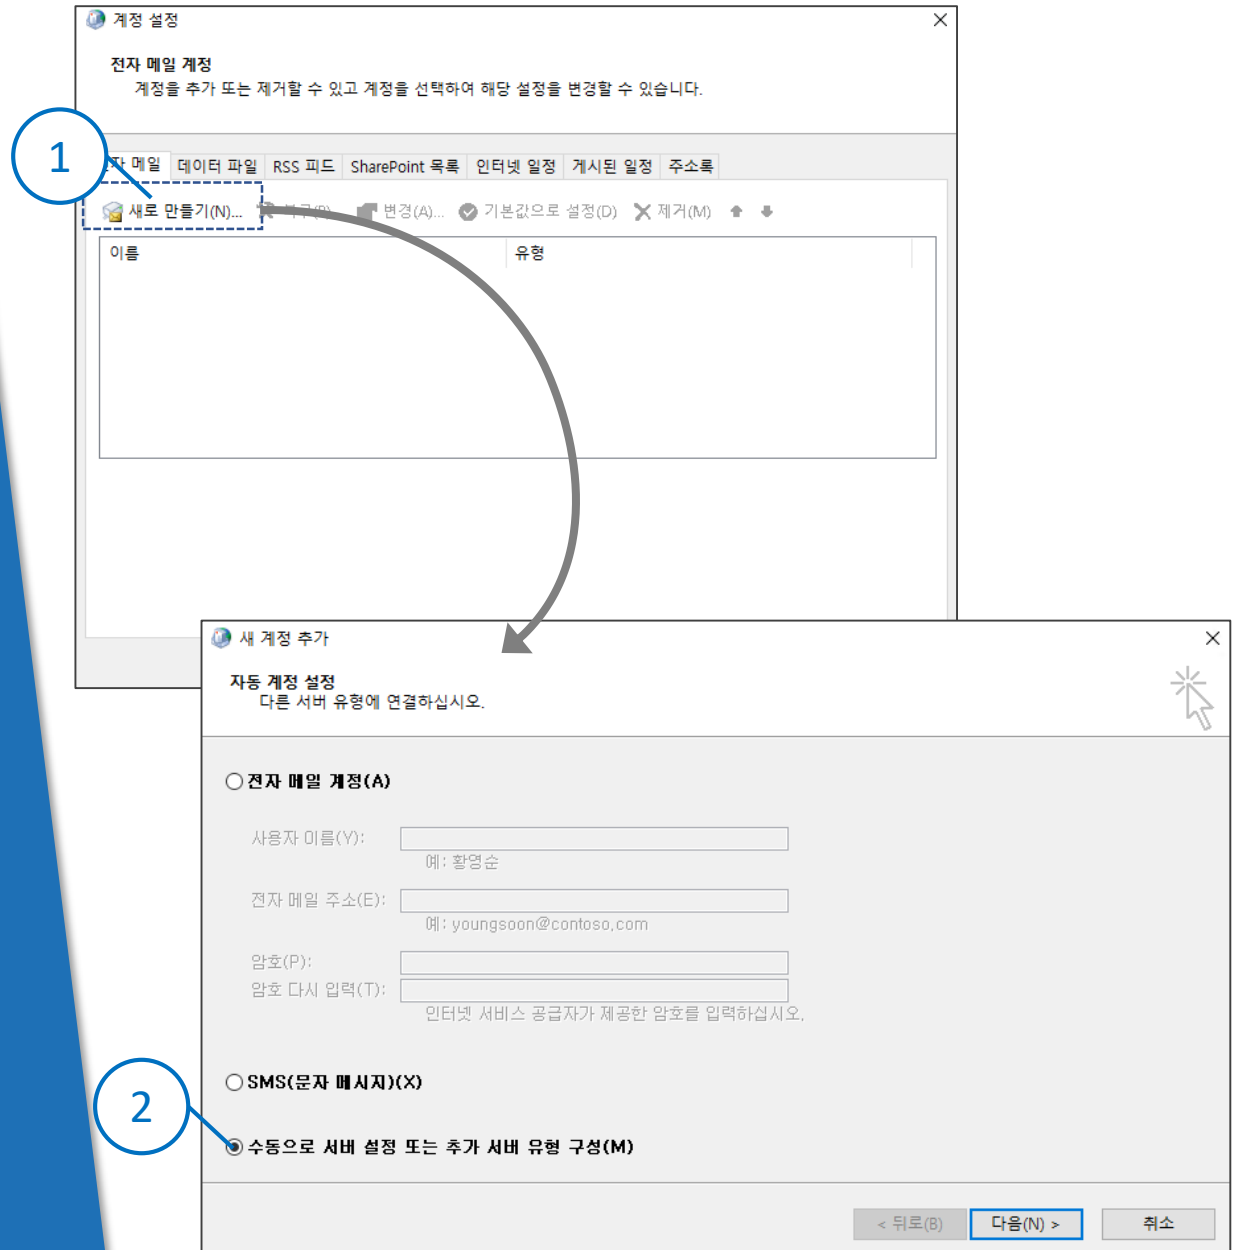 계정 설정
전자 메일 계정
계정을 추가 또는 제거할 수 있고 계정을 선택하여 해당 설정을 변경할 수 있습니다.
1
메일 데이터 파일 RSS 피드 SharePoint 목록 인터넷 일정 게시된 일정 주소록
새로 만들기(N)... 변경(A)... 기본값으로 설정(D) 제거(M)
이름 유형
새 계정 추가
자동 계정 설정
다른 서버 유형에 연결하십시오.
전자 메일 계정(A)
사용자 이름(Y):
예: 황영순
전자 메일 주소(E):
예: youngsoon@contoso.com
암호(P):
암호 다시 입력(T):
인터넷 서비스 공급자가 제공한 암호를 입력하십시오.
SMS(문자 메시지)(X)
2
수동으로 서버 설정 또는 추가 서버 유형 구성(M)
< 뒤로(B) 다음(N) > 취소